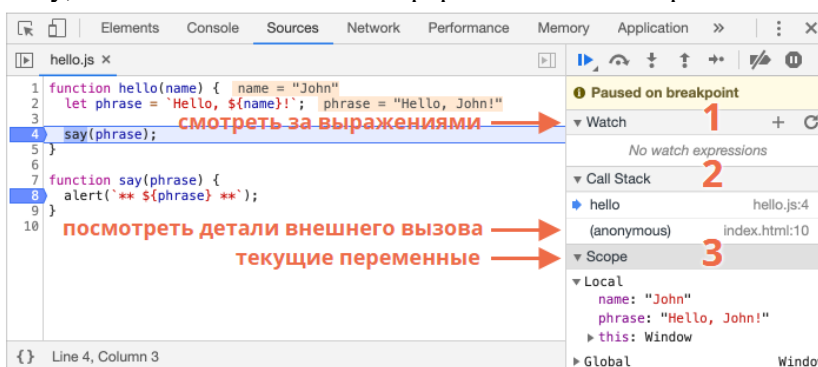 Elements Console Sources Network Performance Memory Application »
hello.js ×
1 function hello(name) { name = "John"
2 let phrase = `Hello, ${name}!`; phrase = "Hello, John!"
3
4 say(phrase);
5 }
6
7 function say(phrase) {
8 alert(`** ${phrase} **`);
9 }
10
смотреть за выражениями
посмотреть детали внешнего вызова
текущие переменные
{} Line 4, Column 3
Paused on breakpoint
Watch 1
No watch expressions
2
Call Stack
hello hello.js:4
(anonymous) index.html:10
Scope 3
Local
name: "John"
phrase: "Hello, John!"
this: Window
Global